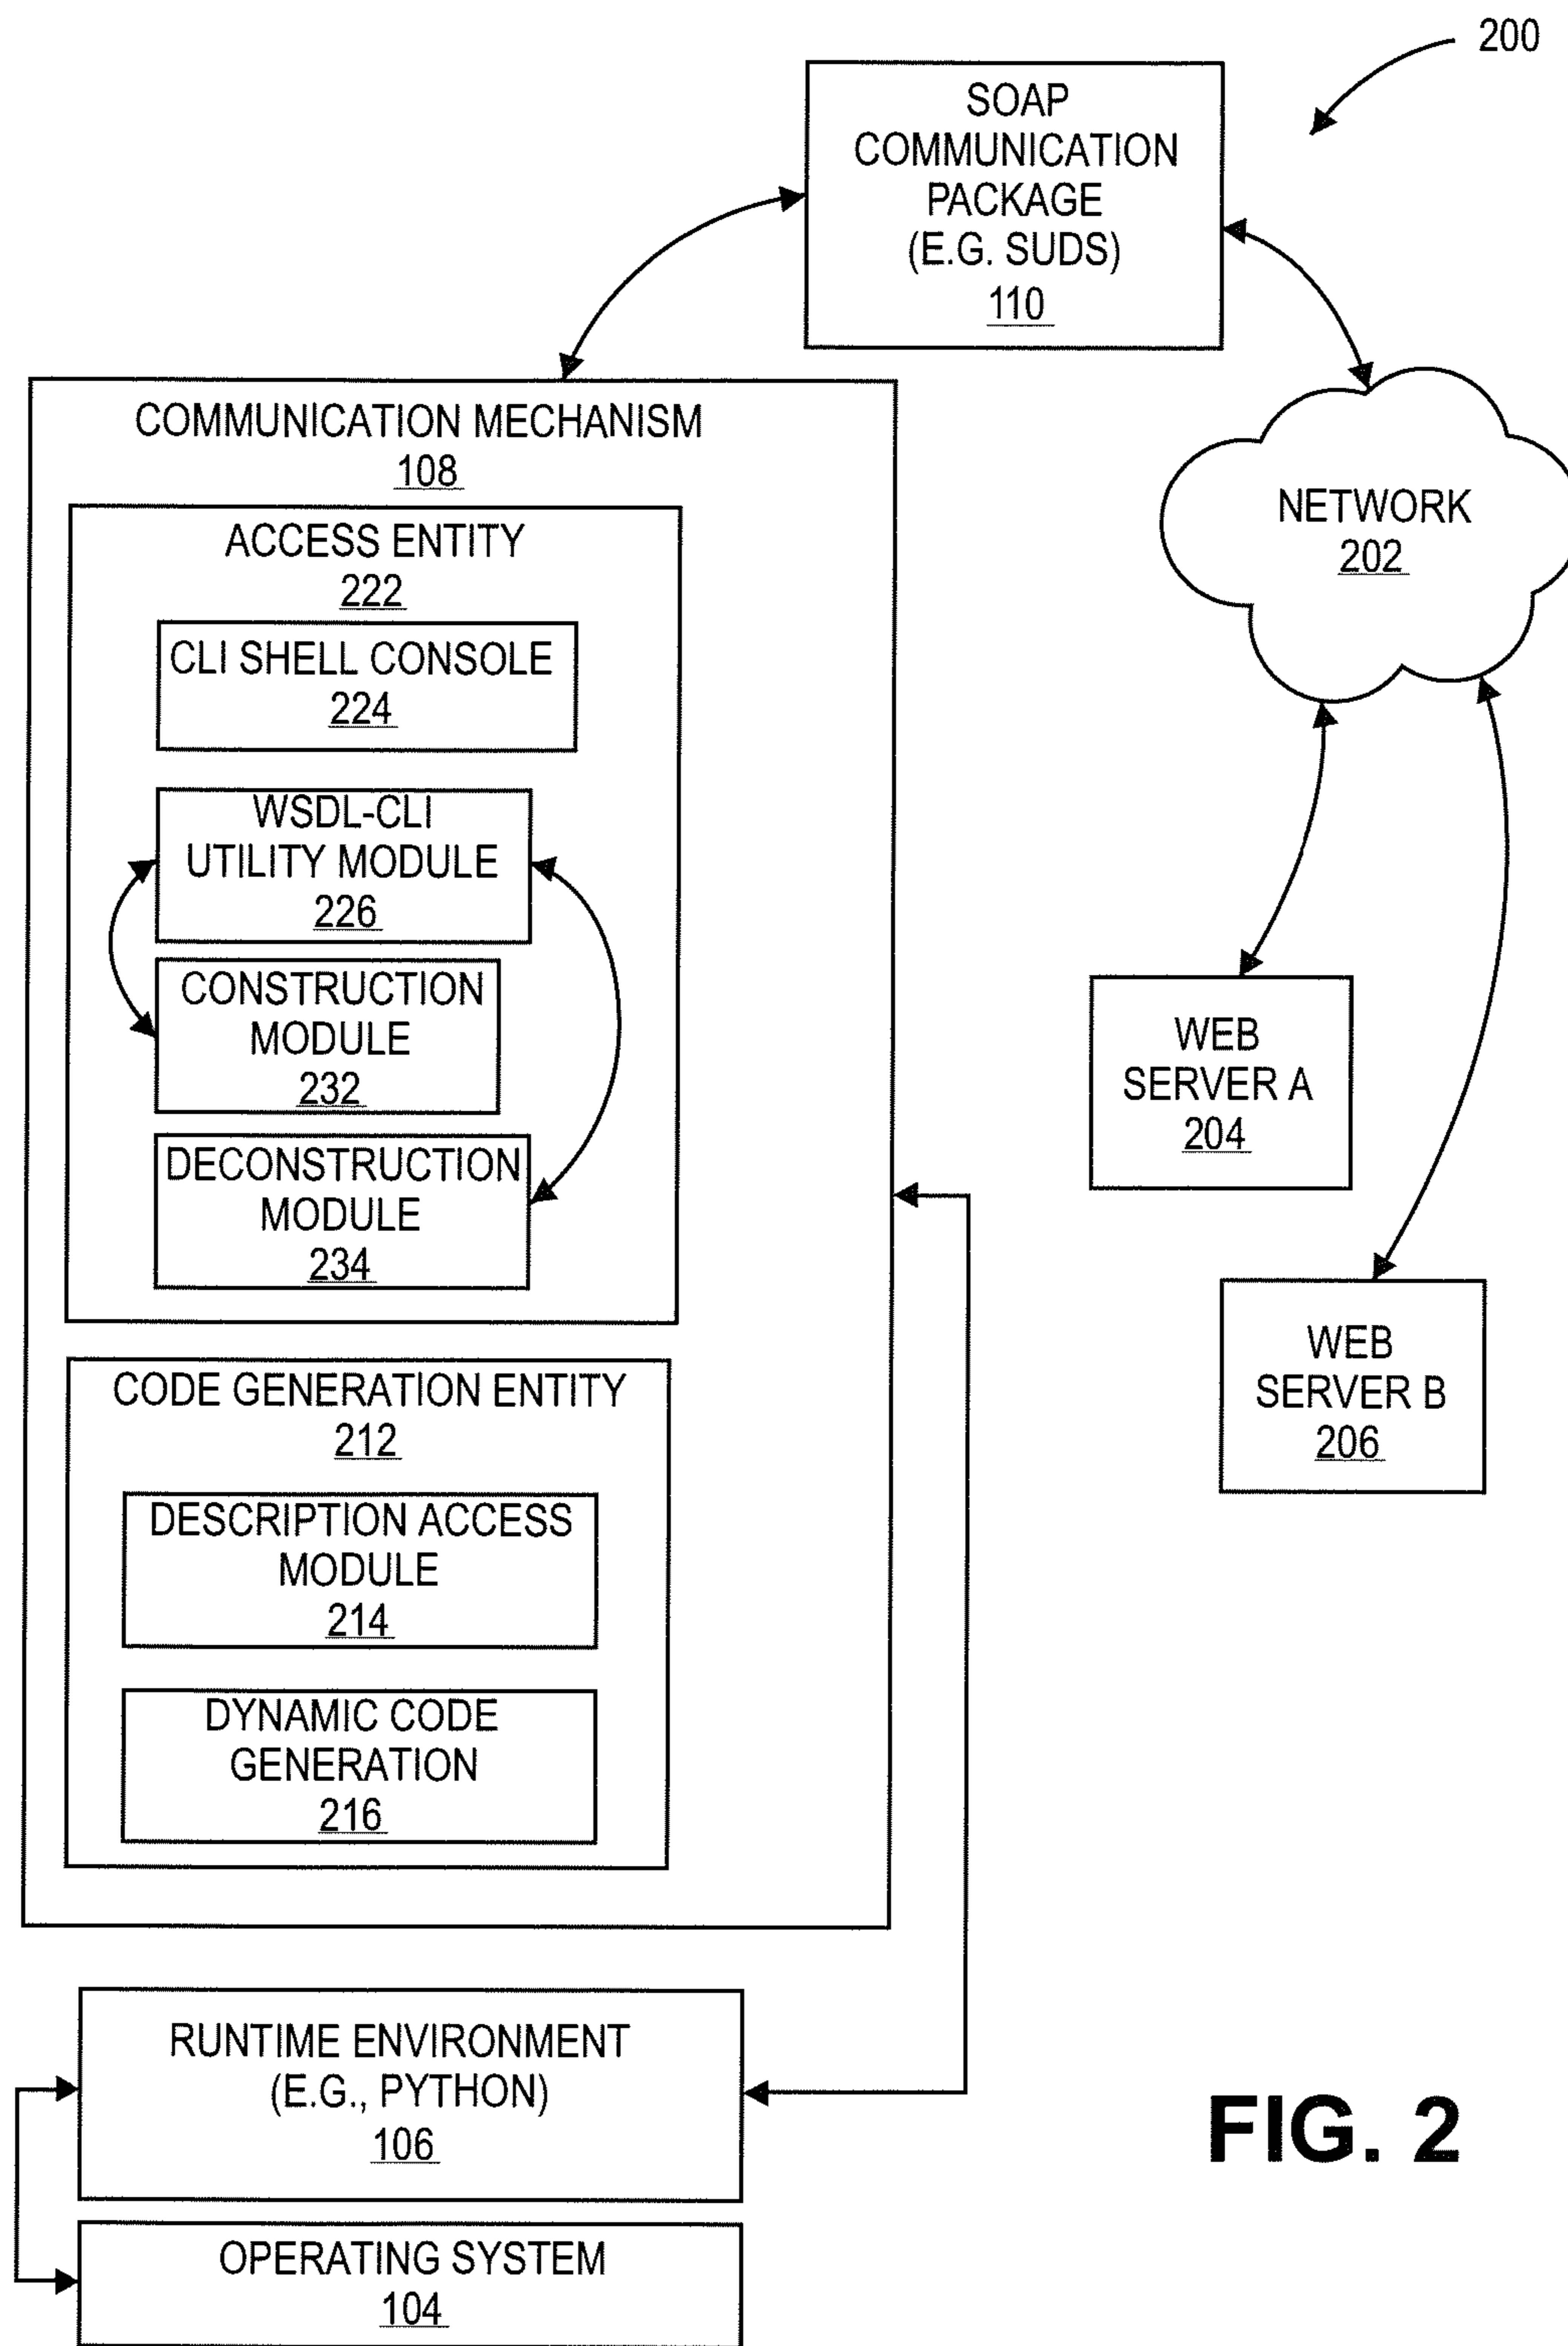 200
SOAP
COMMUNICATION
PACKAGE
(E.G. SUDS)
110
COMMUNICATION MECHANISM
108
ACCESS ENTITY
222
CLI SHELL CONSOLE
224
WSDL-CLI
UTILITY MODULE
226
CONSTRUCTION
MODULE
232
DECONSTRUCTION
MODULE
234
CODE GENERATION ENTITY
212
DESCRIPTION ACCESS
MODULE
214
DYNAMIC CODE
GENERATION
216
NETWORK
202
WEB
SERVER A
204
WEB
SERVER B
206
RUNTIME ENVIRONMENT
(E.G., PYTHON)
106
OPERATING SYSTEM
104
FIG. 2